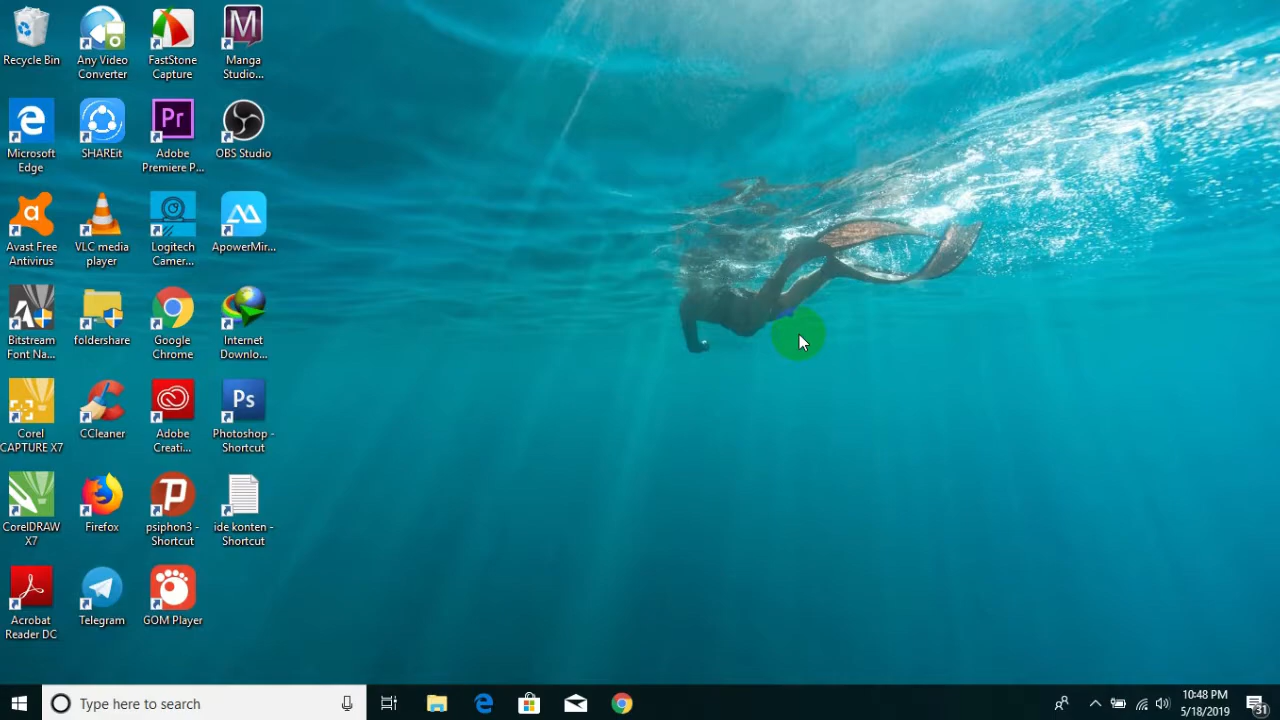 Recycle Bin
Any Video
Converter
FastStone
Capture
M
Manga
Studio...
Microsoft
Edge
SHAREit
Pr
Adobe
Premiere P...
OBS Studio
Avast Free
Antivirus
VLC media
player
Logitech
Camer...
ApowerMir...
Bitstream
Font Na...
foldershare
Google
Chrome
Internet
Downlo...
Corel
CAPTURE X7
CCleaner
Adobe
Creati...
Ps
Photoshop -
Shortcut
CorelDRAW
X7
Firefox
psiphon3 -
Shortcut
ide konten -
Shortcut
Acrobat
Reader DC
Telegram
GOM Player
Type here to search
10:48 PM
5/18/2019
31